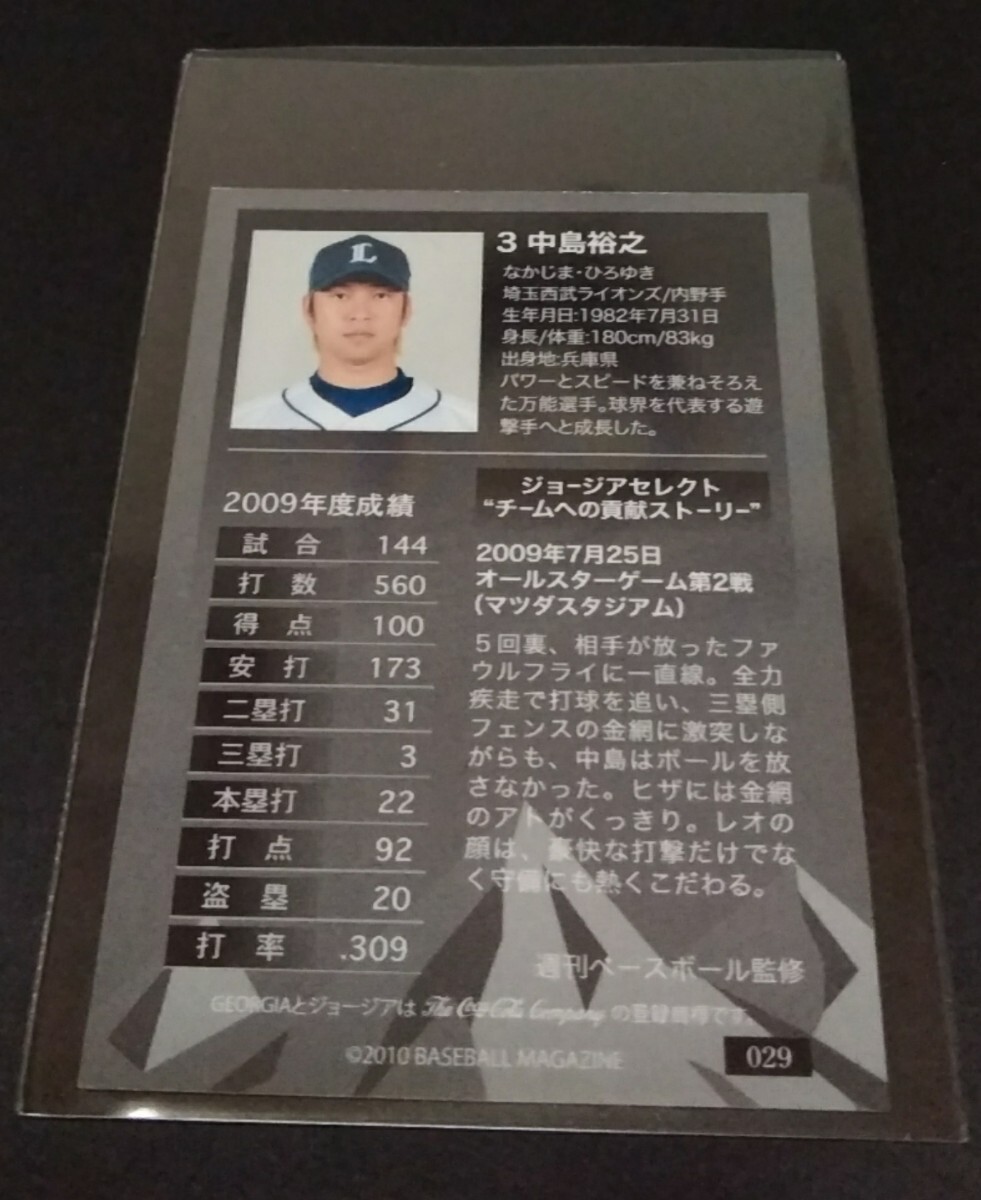 L
3 中島裕之
なかじま・ひろゆき
埼玉西武ライオンズ/内野手
生年月日:1982年7月31日
身長/体重:180cm/83kg
出身地:兵庫県
パワーとスピードを兼ねそろえ
た万能選手。球界を代表する遊
撃手へと成長した。
2009年度成績
試合 144
打数 560
得点 100
安打 173
二塁打 31
三塁打 3
本塁打 22
打点 92
盗塁 20
打率 .309
ジョージアセレクト
“チームへの貢献ストーリー”
2009年7月25日
オールスターゲーム第2戦
(マツダスタジアム)
5回裏、相手が放ったファ
ウルフライに一直線。全力
疾走で打球を追い、三塁側
フェンスの金網に激突しな
がらも、中島はボールを放
さなかった。ヒザには金網
のアトがくっきり。レオの
顔は、豪快な打撃だけでな
く守備にも熱くこだわる。
週刊ベースボール監修
GEORGIAとジョージアは The Coca-Cola Company の登録商標です。
©2010 BASEBALL MAGAZINE
029